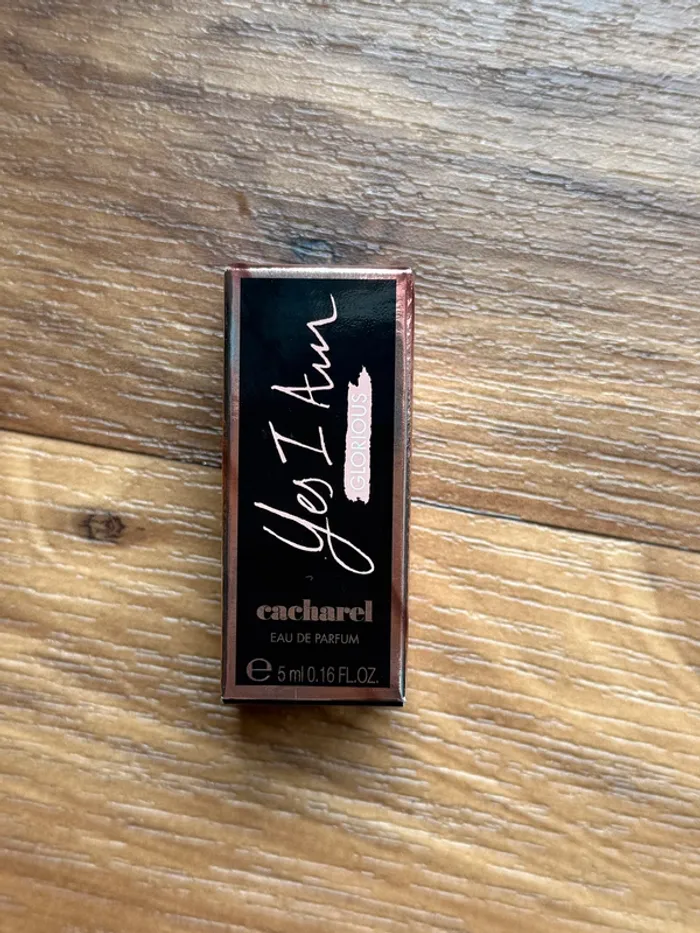 Yes I Am
GLORIOUS
cacharel
EAU DE PARFUM
e 5 ml 0.16 FL.OZ.